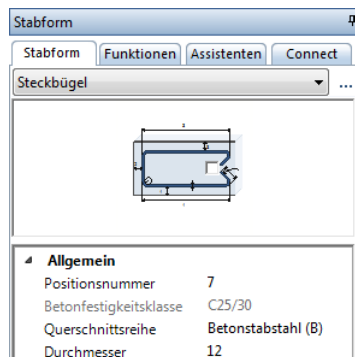 Stabform
Stabform Funktionen Assistenten Connect
Steckbügel ...
Allgemein
Positionsnummer 7
Betonfestigkeitsklasse C25/30
Querschnittsreihe Betonstabstahl (B)
Durchmesser 12